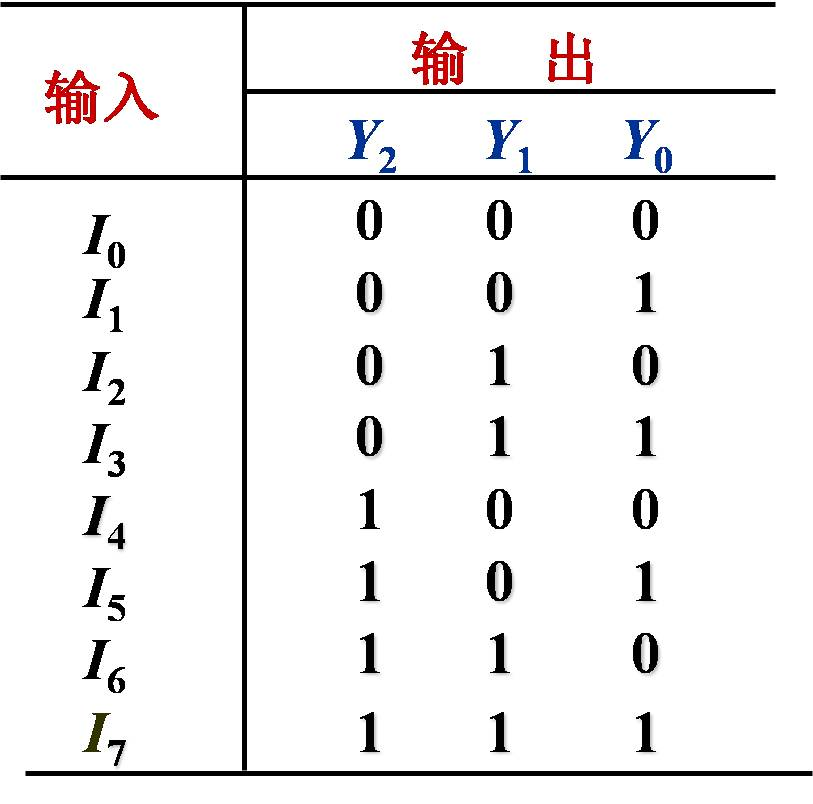 输入 输 出
Y₂ Y₁ Y₀
I₀ 0 0 0
I₁ 0 0 1
I₂ 0 1 0
I₃ 0 1 1
I₄ 1 0 0
I₅ 1 0 1
I₆ 1 1 0
I₇ 1 1 1